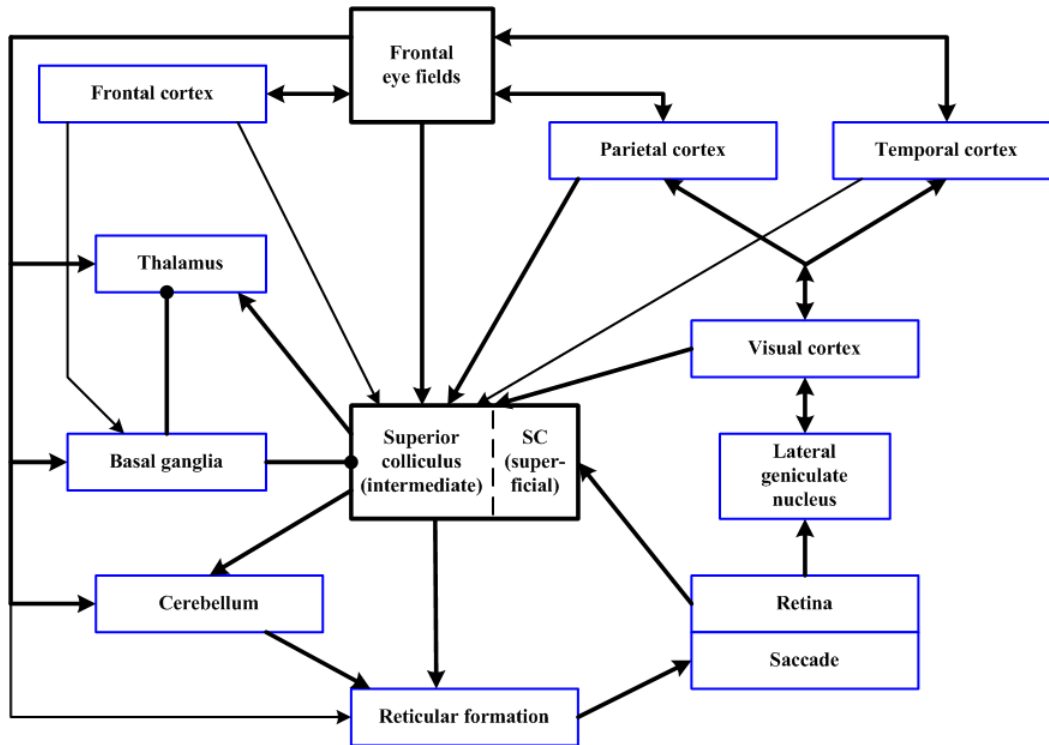 Frontal
eye fields
Frontal cortex
Parietal cortex
Temporal cortex
Thalamus
Visual cortex
Superior
colliculus
(intermediate)
SC
(super-
ficial)
Basal ganglia
Lateral
geniculate
nucleus
Cerebellum
Retina
Saccade
Reticular formation